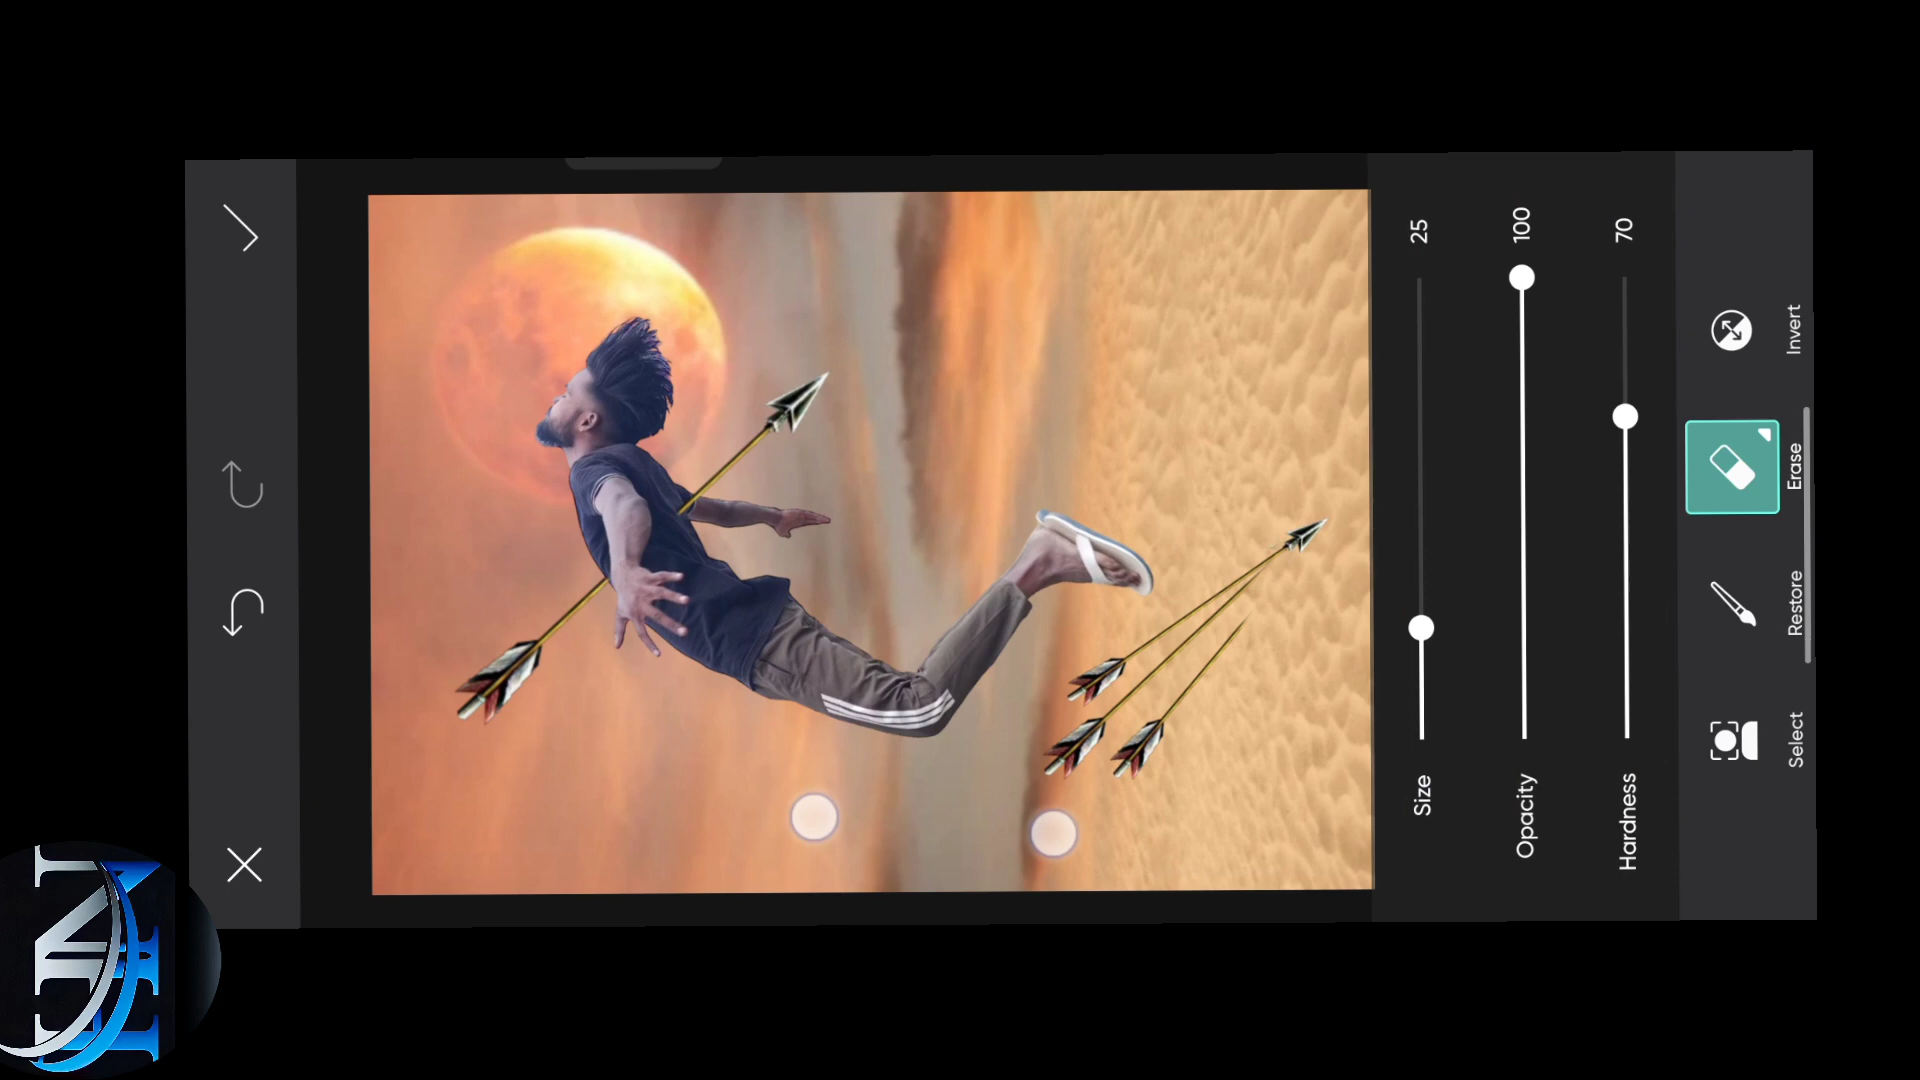 Size 25
Opacity 100
Hardness 70
Select
Restore
Erase
Invert